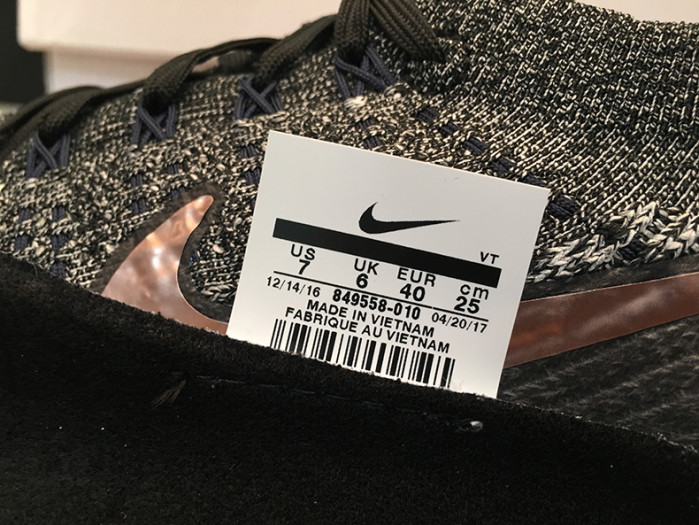 VT
US UK EUR cm
7 6 40 25
12/14/16 849558-010 04/20/17
MADE IN VIETNAM
FABRIQUE AU VIETNAM